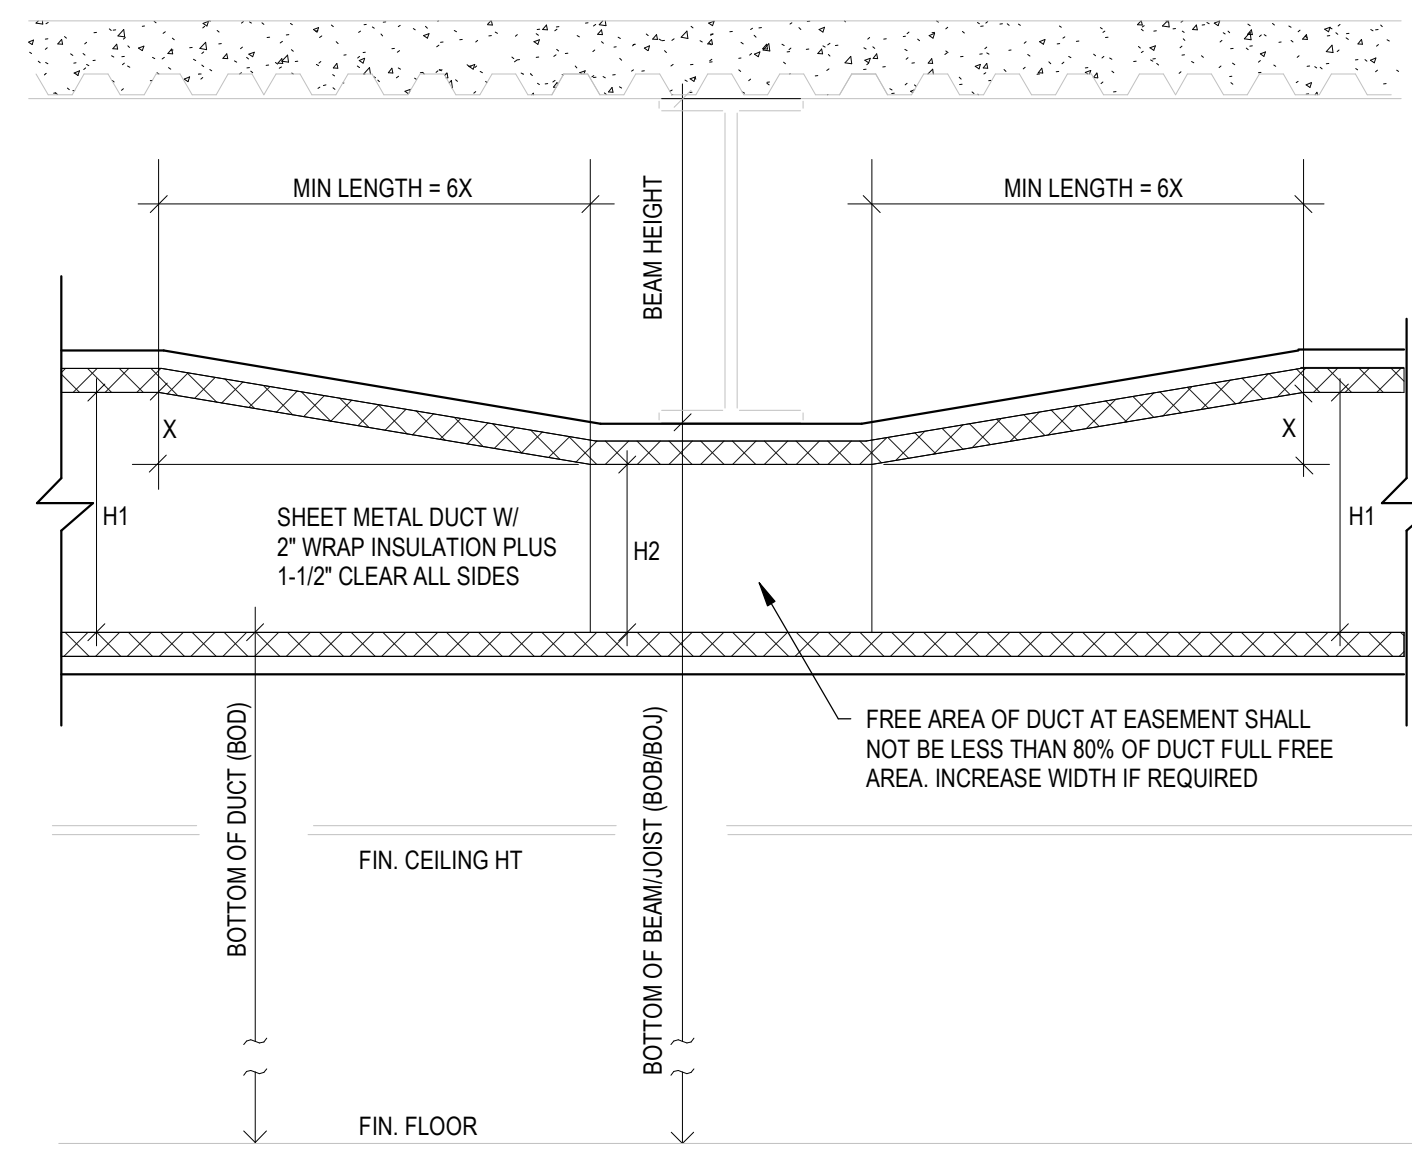 MIN LENGTH = 6X
MIN LENGTH = 6X
BEAM HEIGHT
X
X
H1
SHEET METAL DUCT W/
2" WRAP INSULATION PLUS
1-1/2" CLEAR ALL SIDES
H2
H1
BOTTOM OF DUCT (BOD)
BOTTOM OF BEAM/JOIST (BOB/BOJ)
FREE AREA OF DUCT AT EASEMENT SHALL
NOT BE LESS THAN 80% OF DUCT FULL FREE
AREA. INCREASE WIDTH IF REQUIRED
FIN. CEILING HT
FIN. FLOOR